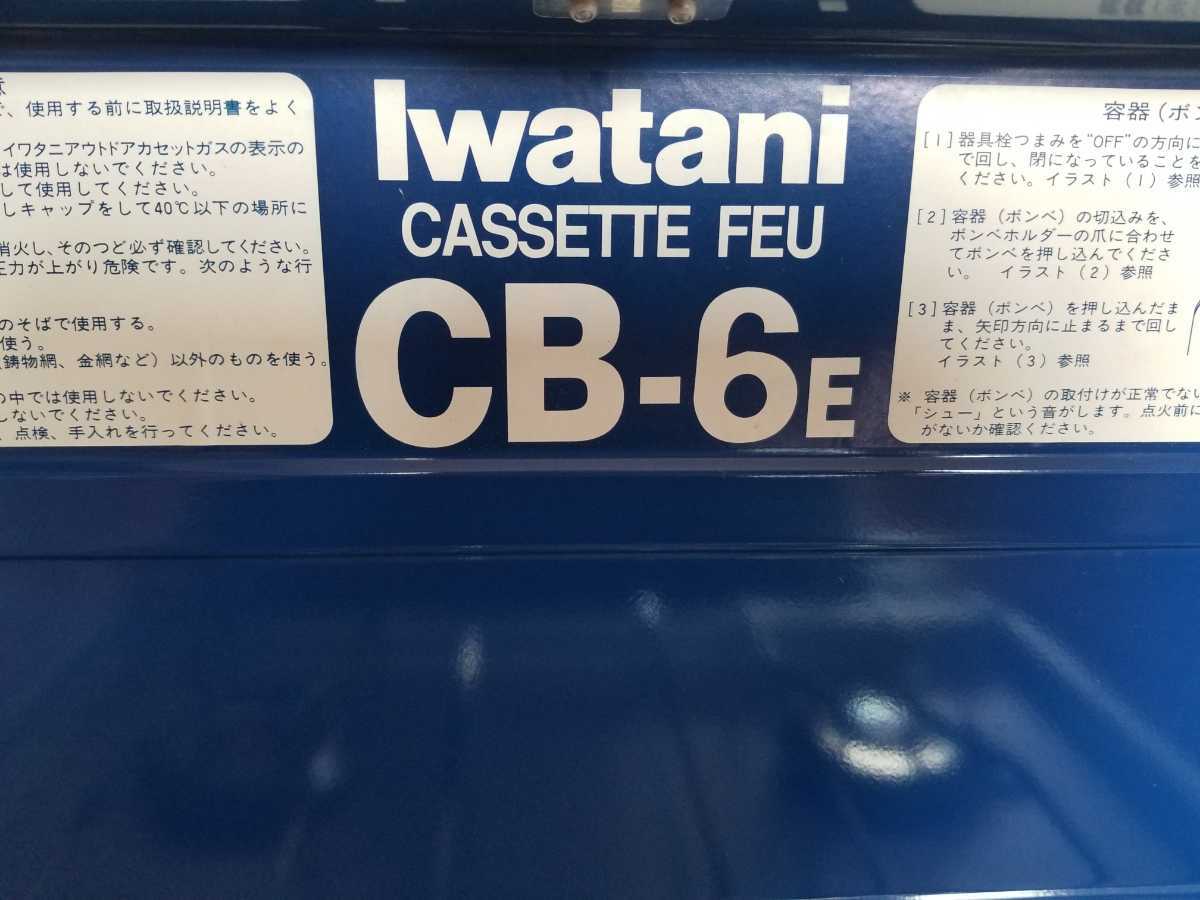 意
で、使用する前に取扱説明書をよく
イワタニアウトドアカセットガスの表示の
は使用しないでください。
して使用してください。
しキャップをして40℃以下の場所に
消火し、そのつど必ず確認してください。
圧力が上がり危険です。次のような行
のそばで使用する。
使う。
鋳物網、金網など）以外のものを使う。
の中では使用しないでください。
しないでください。
、点検、手入れを行ってください。
Iwatani
CASSETTE FEU
CB-6E
容器（ボン
[1]器具栓つまみを"OFF"の方向に
で回し、閉になっていることを
ください。イラスト（1）参照
[2]容器（ボンベ）の切込みを、
ボンベホルダーの爪に合わせ
てボンベを押し込んでくださ
い。　イラスト（2）参照
[3]容器（ボンベ）を押し込んだま
ま、矢印方向に止まるまで回し
てください。
イラスト（3）参照
※ 容器（ボンベ）の取付けが正常でない
「シュー」という音がします。点火前に
がないか確認ください。